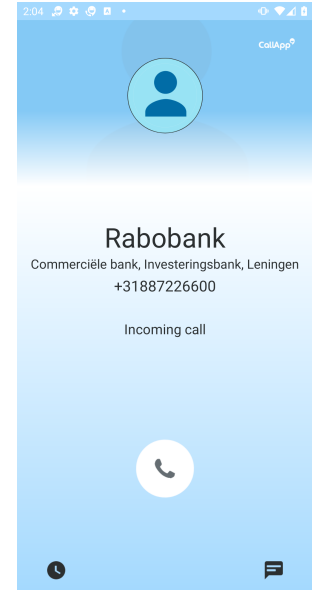 2:04
CallApp
Rabobank
Commerciële bank, Investeringsbank, Leningen
+31887226600
Incoming call